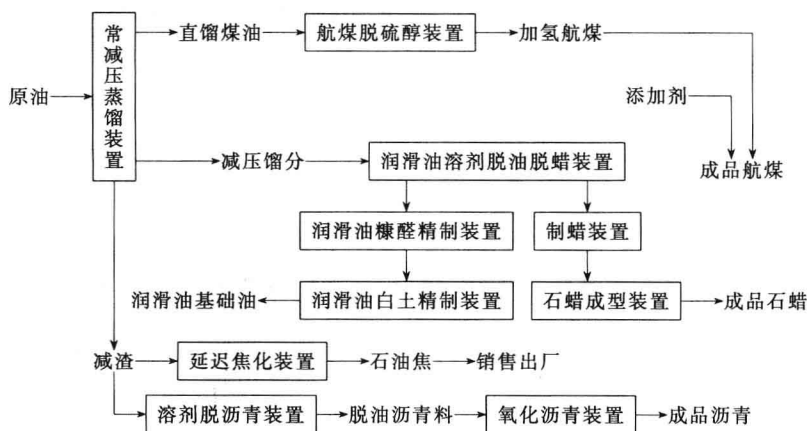 原油
常减压蒸馏装置
直馏煤油
航煤脱硫醇装置
加氢航煤
添加剂
成品航煤
减压馏分
润滑油溶剂脱油脱蜡装置
润滑油糠醛精制装置
制蜡装置
润滑油基础油
润滑油白土精制装置
石蜡成型装置
成品石蜡
减渣
延迟焦化装置
石油焦
销售出厂
溶剂脱沥青装置
脱油沥青料
氧化沥青装置
成品沥青